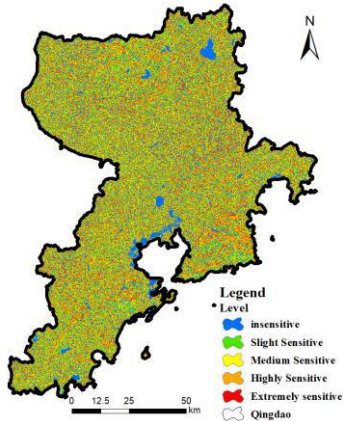 N
Legend
Level
insensitive
Slight Sensitive
Medium Sensitive
Highly Sensitive
Extremely sensitive
Qingdao
0 12.5 25 50
km